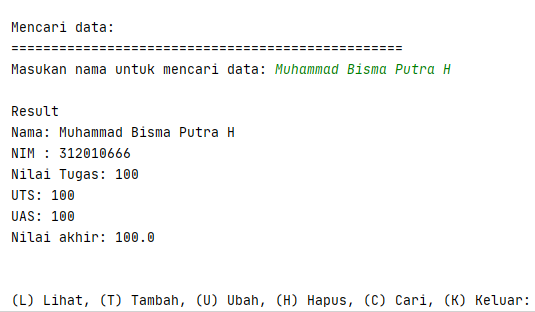 Mencari data:
=================================================
Masukan nama untuk mencari data: Muhammad Bisma Putra H
Result
Nama: Muhammad Bisma Putra H
NIM : 312010666
Nilai Tugas: 100
UTS: 100
UAS: 100
Nilai akhir: 100.0
(L) Lihat, (T) Tambah, (U) Ubah, (H) Hapus, (C) Cari, (K) Keluar: